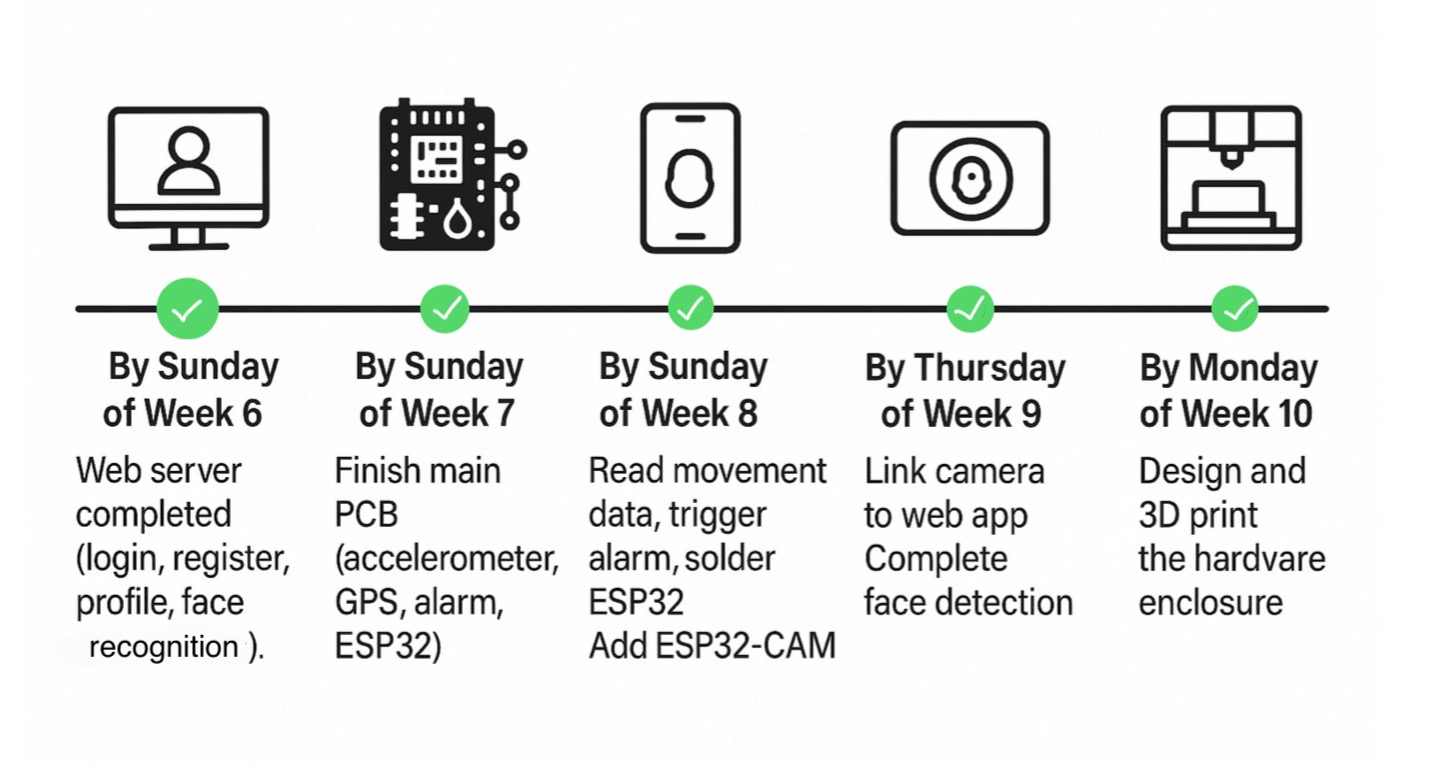 By Sunday
of Week 6
Web server
completed
(login, register,
profile, face
recognition ).
By Sunday
of Week 7
Finish main
PCB
(accelerometer,
GPS, alarm,
ESP32)
By Sunday
of Week 8
Read movement
data, trigger
alarm, solder
ESP32
Add ESP32-CAM
By Thursday
of Week 9
Link camera
to web app
Complete
face detection
By Monday
of Week 10
Design and
3D print
the hardvare
enclosure